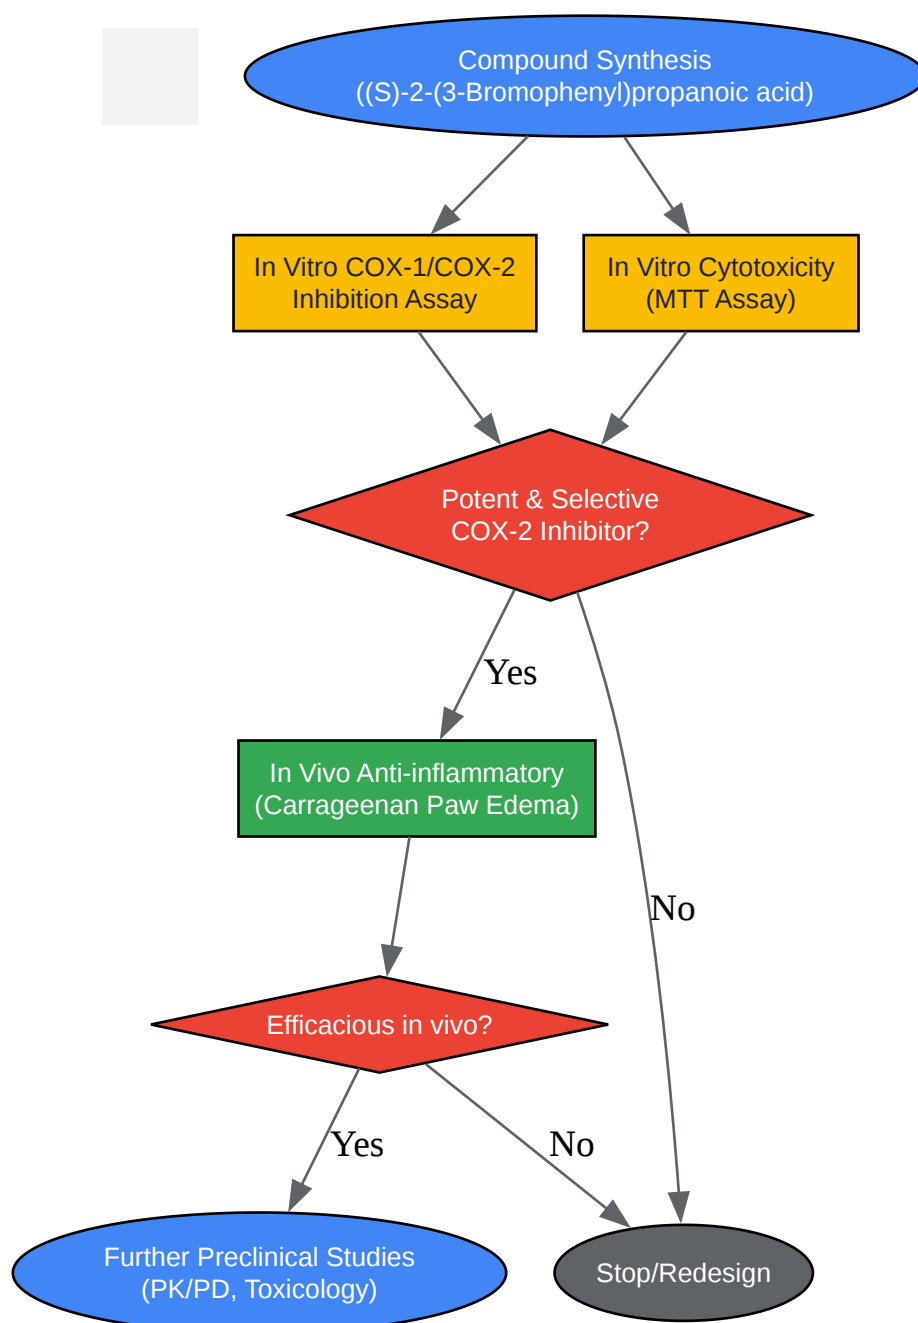 Compound Synthesis
((S)-2-(3-Bromophenyl)propanoic acid)
In Vitro COX-1/COX-2
Inhibition Assay
In Vitro Cytotoxicity
(MTT Assay)
Potent & Selective
COX-2 Inhibitor?
Yes
In Vivo Anti-inflammatory
(Carrageenan Paw Edema)
No
Efficacious in vivo?
Yes
No
Further Preclinical Studies
(PK/PD, Toxicology)
Stop/Redesign